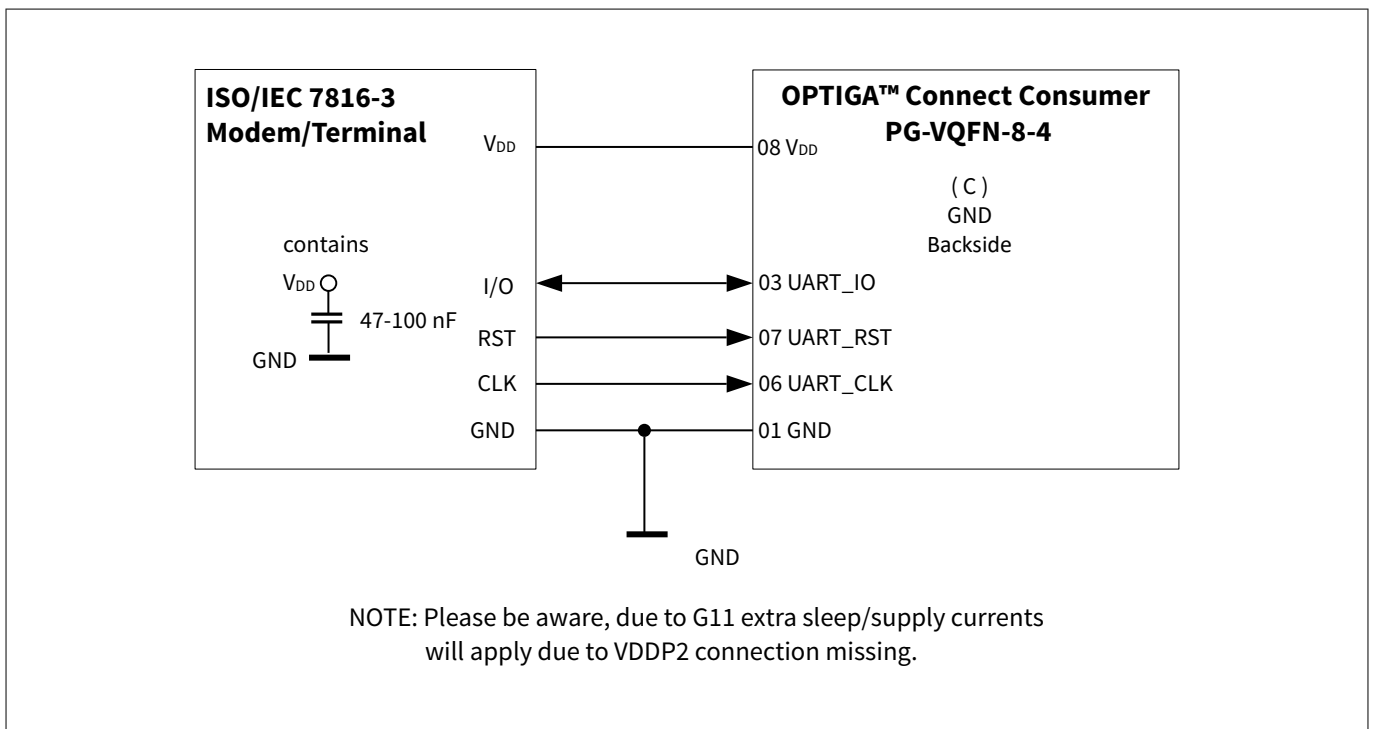 ISO/IEC 7816-3
Modem/Terminal
VDD
contains
VDD
47-100 nF
GND
I/O
RST
CLK
GND
OPTIGA™ Connect Consumer
PG-VQFN-8-4
08 VDD
( C )
GND
Backside
03 UART_IO
07 UART_RST
06 UART_CLK
01 GND
GND
NOTE: Please be aware, due to G11 extra sleep/supply currents
will apply due to VDDP2 connection missing.